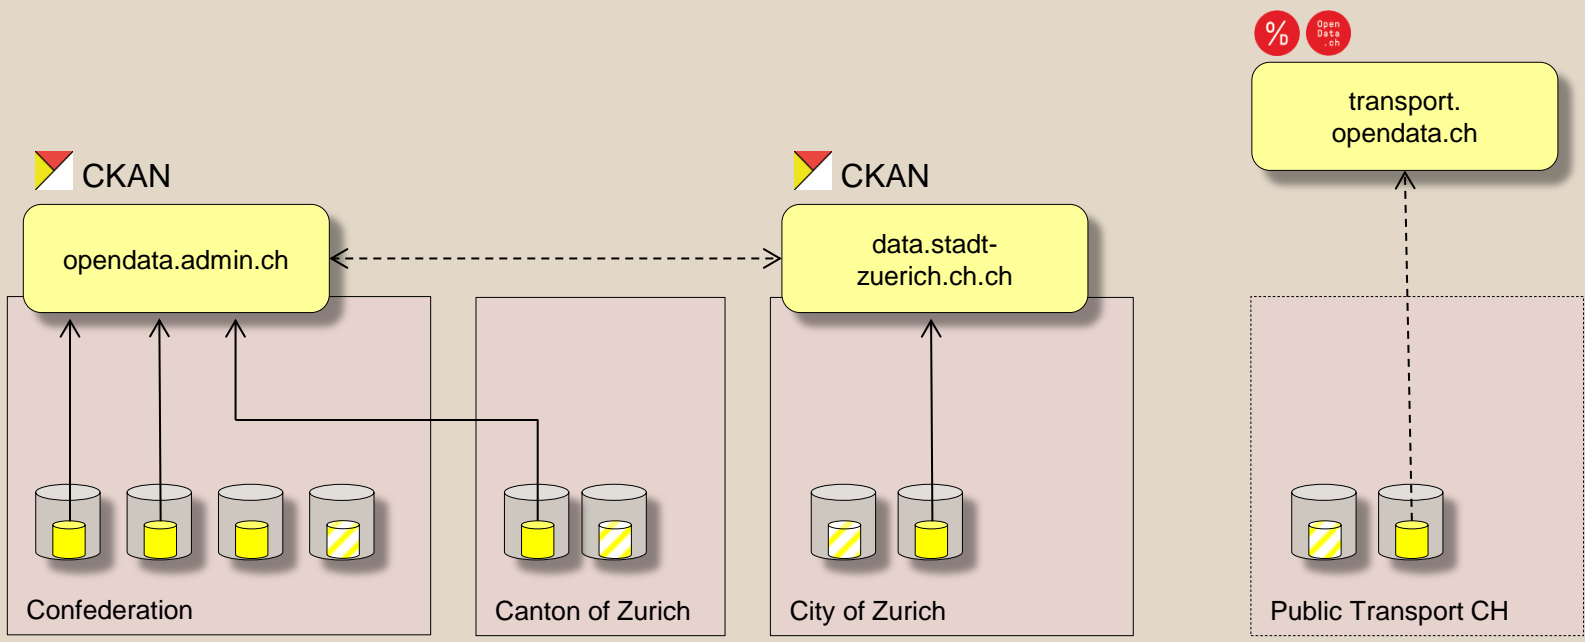 %D
Open
Data
.ch
transport.
opendata.ch
CKAN
CKAN
opendata.admin.ch
data.stadt-
zuerich.ch.ch
Confederation
Canton of Zurich
City of Zurich
Public Transport CH